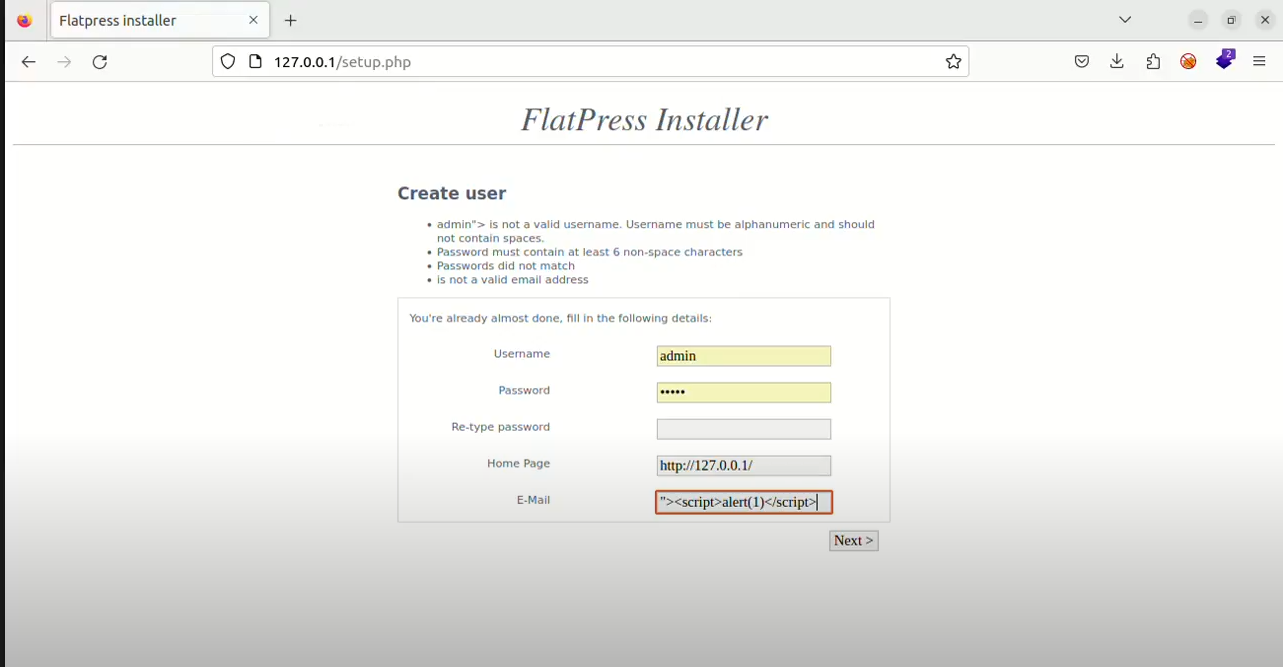 Flatpress installer
127.0.0.1/setup.php
2
FlatPress Installer
Create user
admin"> is not a valid username. Username must be alphanumeric and should
not contain spaces.
Password must contain at least 6 non-space characters
Passwords did not match
is not a valid email address
You're already almost done, fill in the following details:
Username
admin
Password
•••••
Re-type password
Home Page
http://127.0.0.1/
E-Mail
"><script>alert(1)</script>
Next >